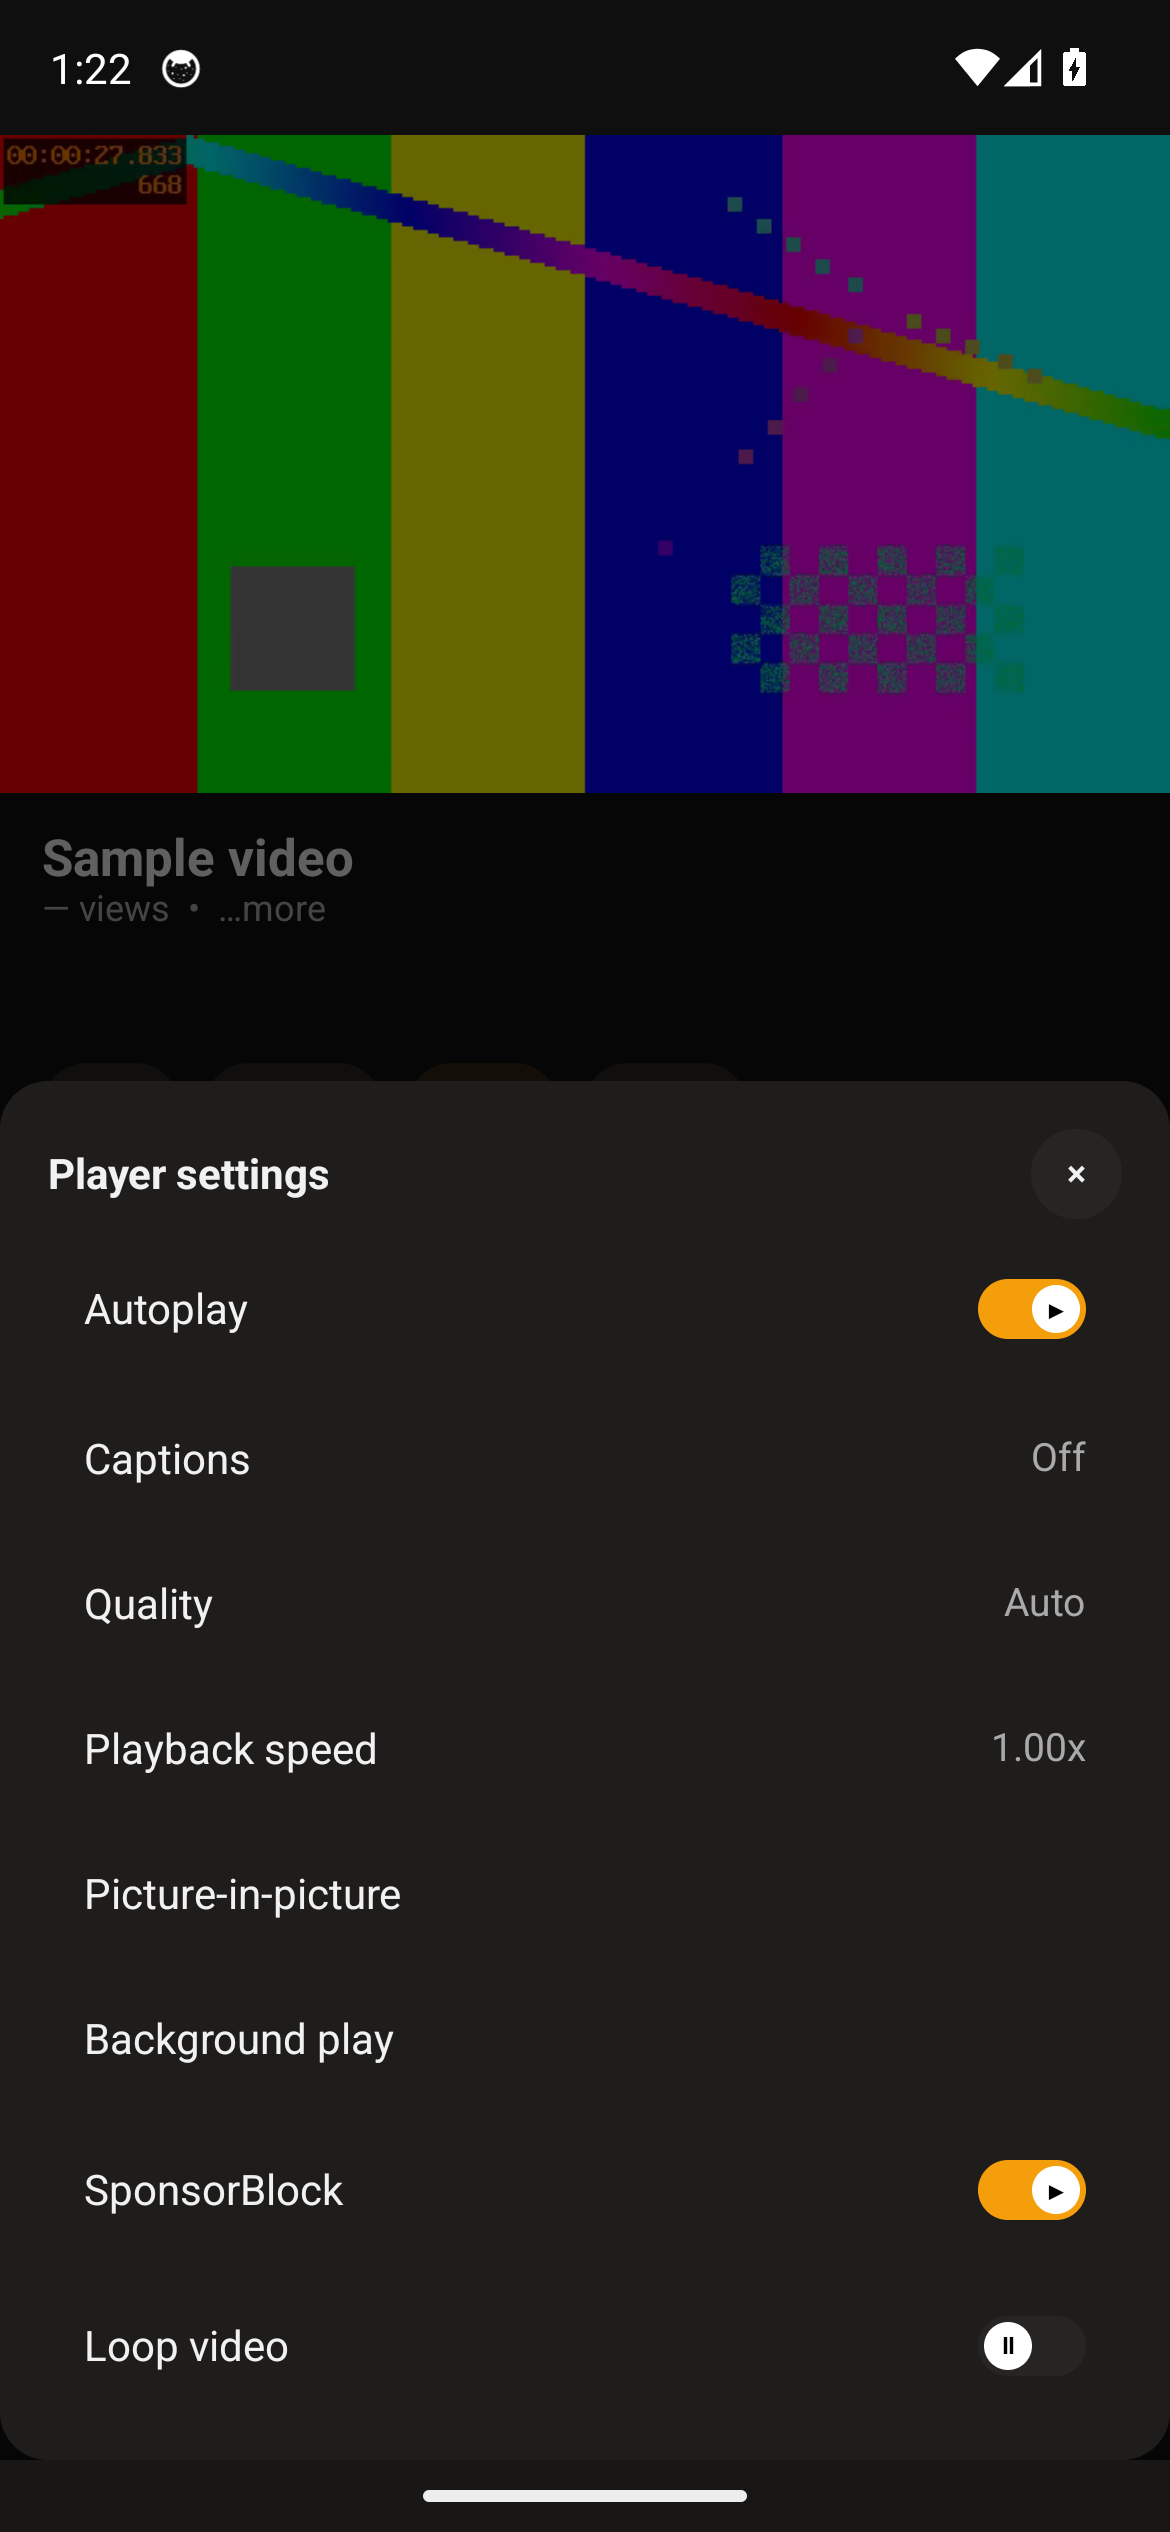 1:22
00:00:27.833
668
Sample video
— views • …more
Player settings
Autoplay
Captions Off
Quality Auto
Playback speed 1.00x
Picture-in-picture
Background play
SponsorBlock
Loop video